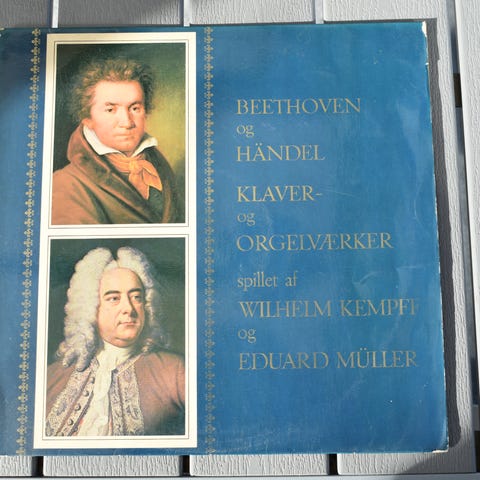 BEETHOVEN
og
HÄNDEL
KLAVER-
og
ORGELVÆRKER
spillet af
WILHELM KEMPFF
og
EDUARD MÜLLER